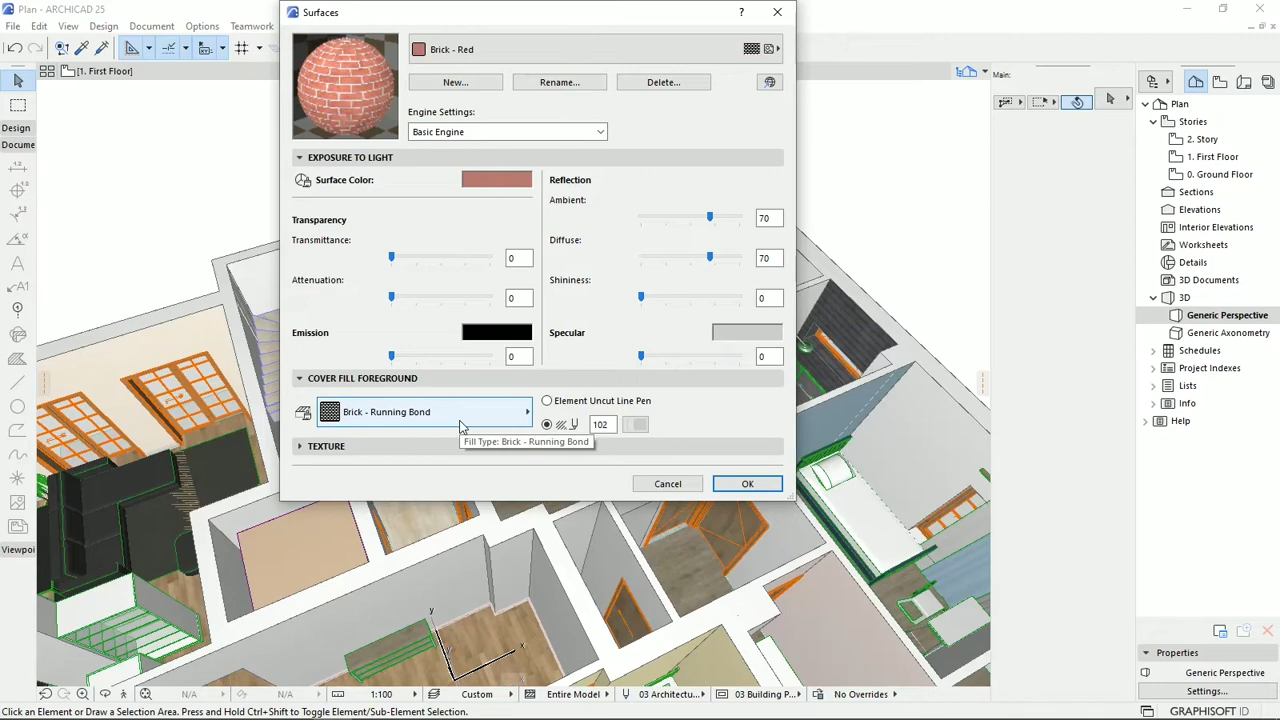 Plan - ARCHICAD 25
File Edit View Design Document Options Teamwork
[1. First Floor]
Design
Docume
Viewpoi
Surfaces
?
Brick - Red
New...
Rename...
Delete...
Engine Settings:
Basic Engine
EXPOSURE TO LIGHT
Surface Color:
Reflection
Ambient:
70
Transparency
Transmittance:
0
Diffuse:
70
Attenuation:
0
Shininess:
0
Emission
0
Specular
0
COVER FILL FOREGROUND
Brick - Running Bond
Element Uncut Line Pen
102
Fill Type: Brick - Running Bond
TEXTURE
Cancel
OK
Main:
Plan
Stories
2. Story
1. First Floor
0. Ground Floor
Sections
Elevations
Interior Elevations
Worksheets
Details
3D Documents
3D
Generic Perspective
Generic Axonometry
Schedules
Project Indexes
Lists
Info
Help
Properties
Generic Perspective
Settings...
GRAPHISOFT ID
y
x
N/A
N/A
1:100
Custom
Entire Model
03 Architectu...
03 Building P...
No Overrides
Click an Element or Draw a Selection Area. Press and Hold Ctrl+Shift to Toggle Element/Sub-Element Selection.